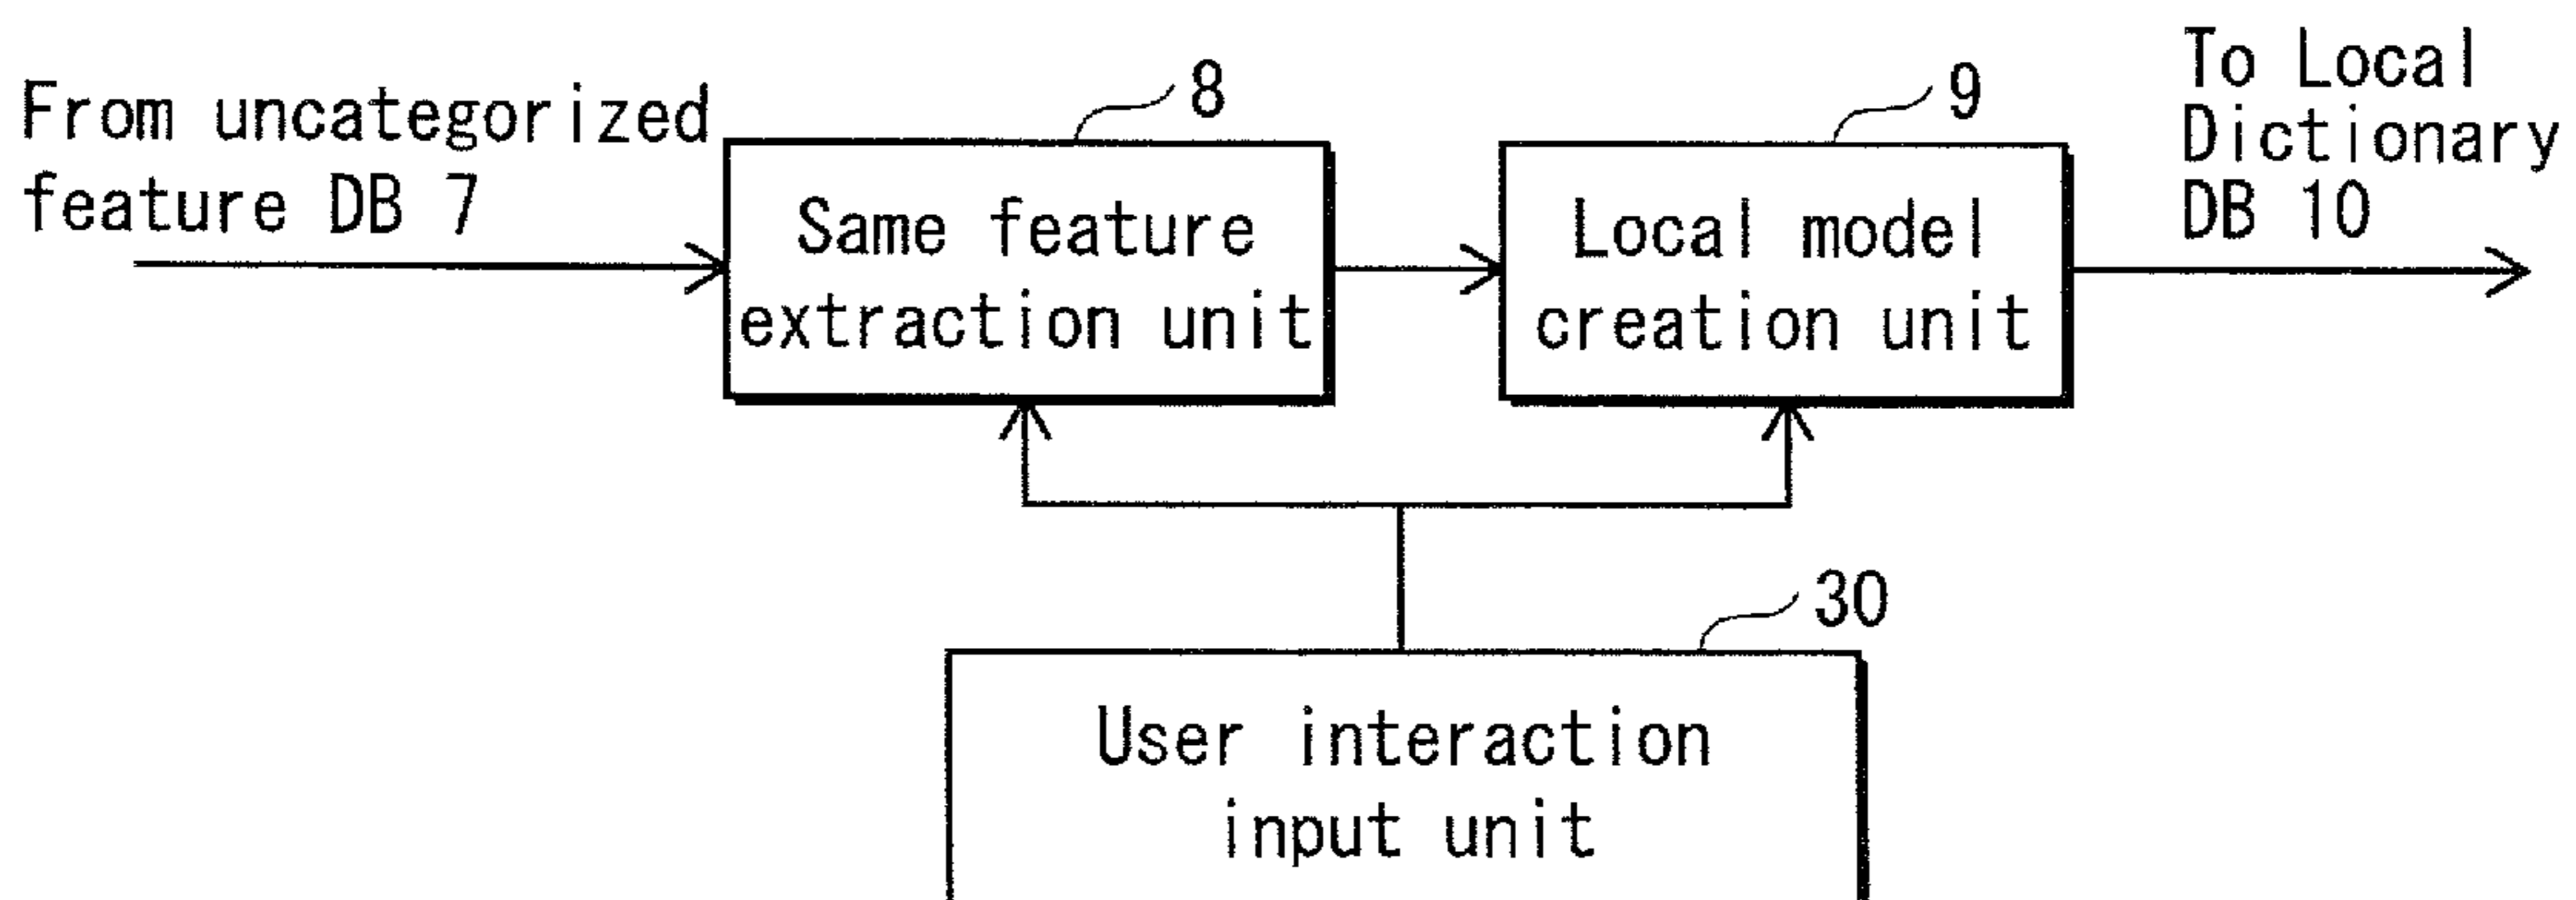 From uncategorized
feature DB 7
8
Same feature
extraction unit
9
Local model
creation unit
To Local
Dictionary
DB 10
30
User interaction
input unit